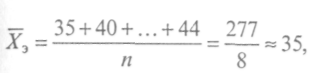 X̅э = (35+40+...+44)/n = 277/8 ≈ 35,